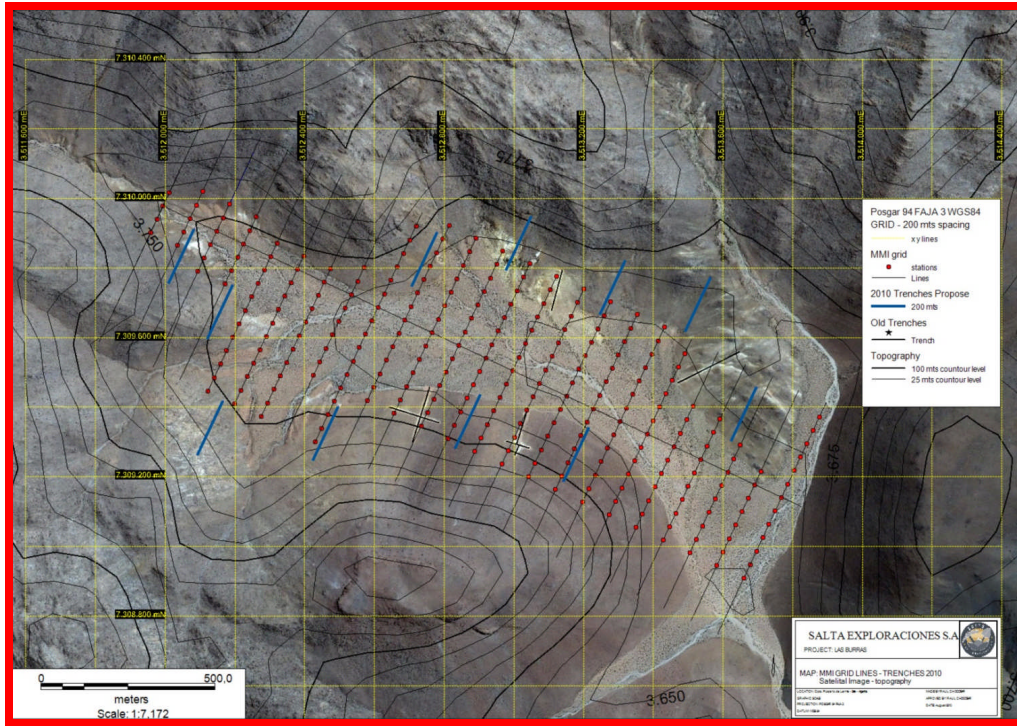 7.310.400 mN
3.511.600 mE
3.512.000 mE
3.512.400 mE
3.512.800 mE
3.513.200 mE
3.513.600 mE
3.514.000 mE
3.514.400 mE
3.775
7.310.000 mN
3.750
7.309.600 mN
7.309.200 mN
3.675
7.308.800 mN
3.650
Posgar 94 FAJA 3 WGS84
GRID - 200 mts spacing
x y lines
MMI grid
stations
Lines
2010 Trenches Propose
200 mts
Old Trenches
Trench
Topography
100 mts countour level
25 mts countour level
0 500,0
meters
Scale: 1:7,172
SALTA EXPLORACIONES S.A
PROJECT: LAS BURRAS
MAP: MMI GRID LINES - TRENCHES 2010
Satelital Image - topography